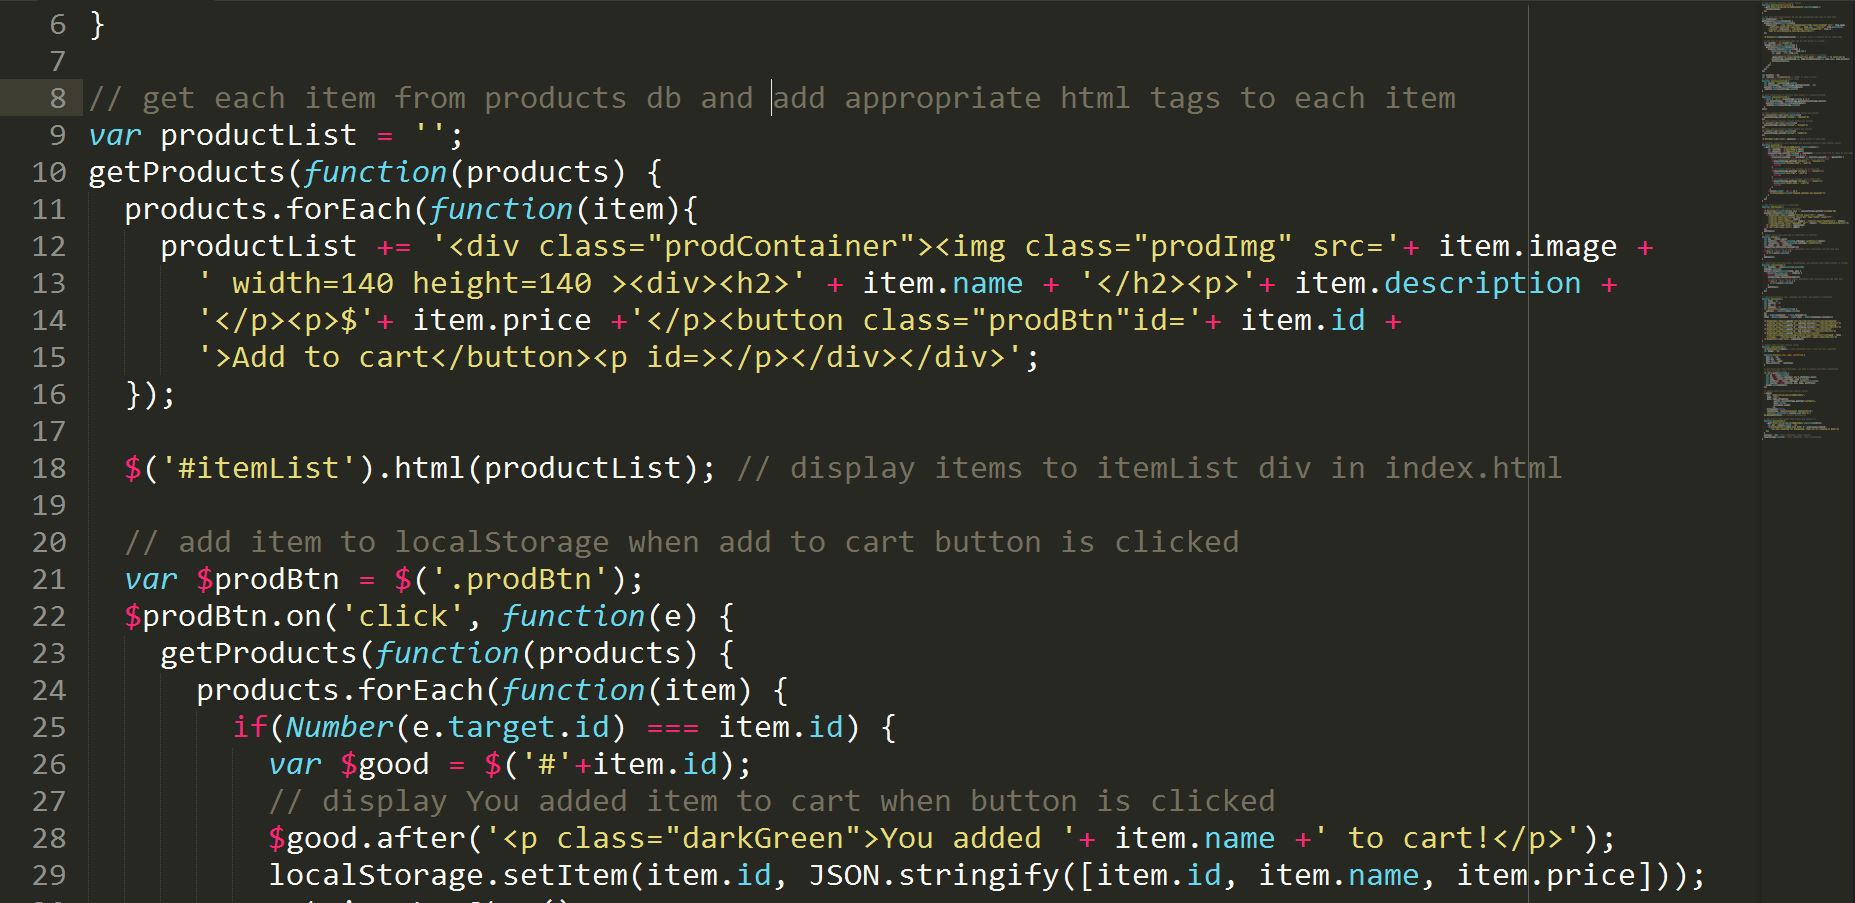 6 }
7
8 // get each item from products db and add appropriate html tags to each item
9 var productList = '';
10 getProducts(function(products) {
11   products.forEach(function(item){
12     productList += '<div class="prodContainer"><img class="prodImg" src='+ item.image +
13       ' width=140 height=140 ><div><h2>' + item.name + '</h2><p>'+ item.description +
14       '</p><p>$'+ item.price +'</p><button class="prodBtn"id='+ item.id +
15       '>Add to cart</button><p id=></p></div></div>';
16   });
17
18   $('#itemList').html(productList); // display items to itemList div in index.html
19
20   // add item to localStorage when add to cart button is clicked
21   var $prodBtn = $('.prodBtn');
22   $prodBtn.on('click', function(e) {
23     getProducts(function(products) {
24       products.forEach(function(item) {
25         if(Number(e.target.id) === item.id) {
26           var $good = $('#'+item.id);
27           // display You added item to cart when button is clicked
28           $good.after('<p class="darkGreen">You added '+ item.name +' to cart!</p>');
29           localStorage.setItem(item.id, JSON.stringify([item.id, item.name, item.price]));